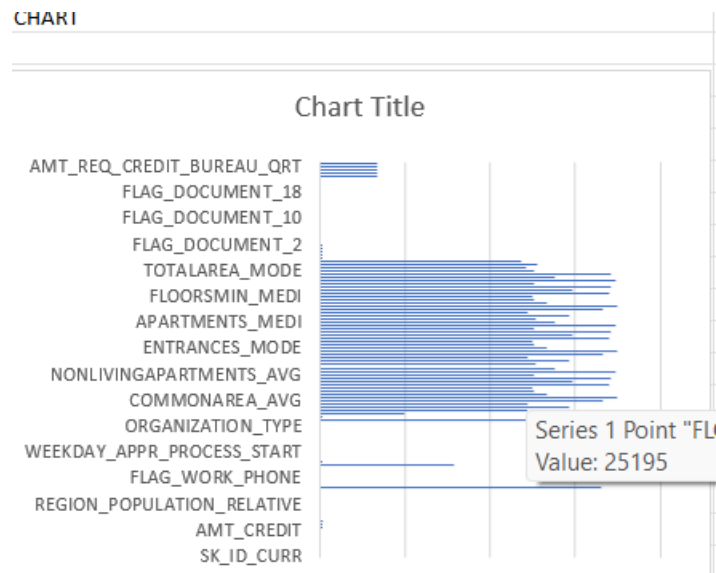 CHART
Chart Title
AMT_REQ_CREDIT_BUREAU_QRT
FLAG_DOCUMENT_18
FLAG_DOCUMENT_10
FLAG_DOCUMENT_2
TOTALAREA_MODE
FLOORSMIN_MEDI
APARTMENTS_MEDI
ENTRANCES_MODE
NONLIVINGAPARTMENTS_AVG
COMMONAREA_AVG
ORGANIZATION_TYPE
Series 1 Point "FL
WEEKDAY_APPR_PROCESS_START
Value: 25195
FLAG_WORK_PHONE
REGION_POPULATION_RELATIVE
AMT_CREDIT
SK_ID_CURR